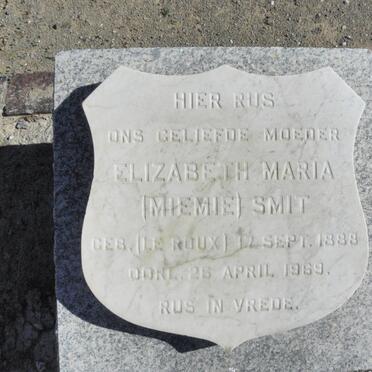 HIER RUS
ONS GELIEFDE MOEDER
ELIZABETH MARIA
(MIEMIE) SMIT
GEB. (LE ROUX) 17 SEPT. 1888
OORL. 26 APRIL 1969.
RUS IN VREDE.